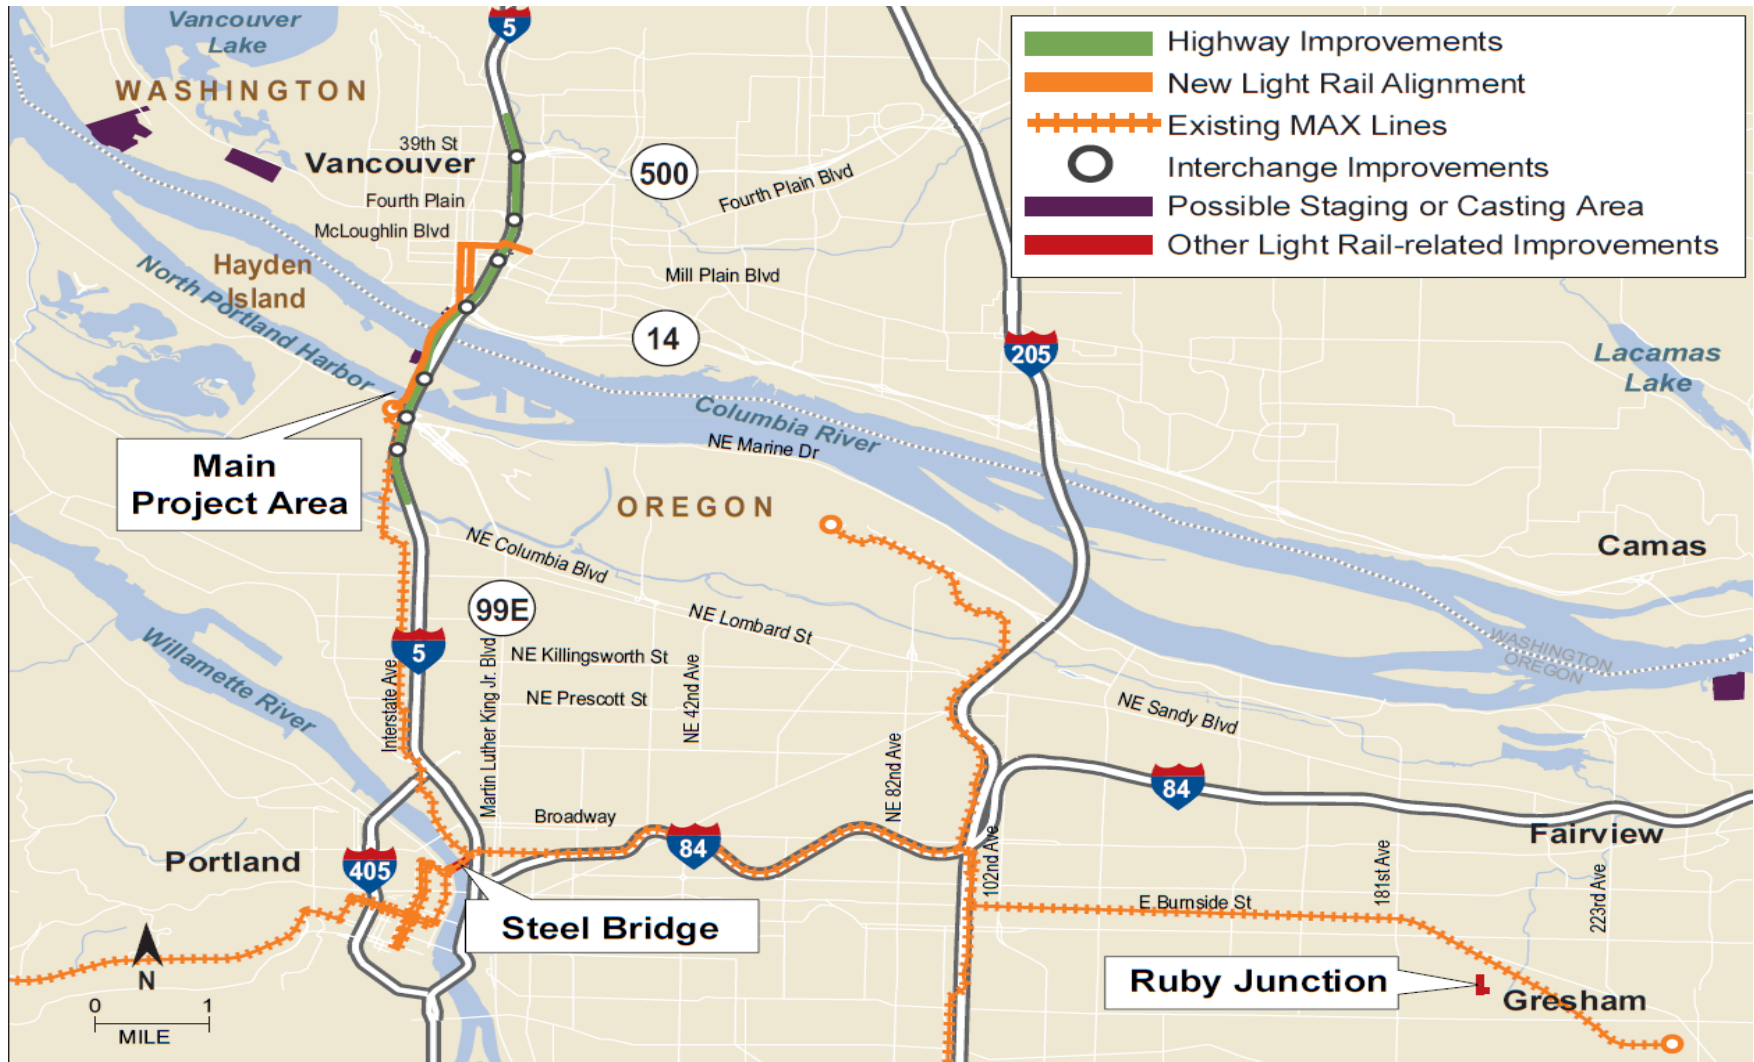 Vancouver
Lake
5
WASHINGTON
39th St
Vancouver
500
Fourth Plain Blvd
Fourth Plain
McLoughlin Blvd
Hayden
Island
North Portland Harbor
Mill Plain Blvd
14
205
Lacamas
Lake
Columbia River
NE Marine Dr
Main
Project Area
OREGON
Camas
NE Columbia Blvd
99E
NE Lombard St
Willamette River
5
NE Killingsworth St
NE Prescott St
Interstate Ave
Martin Luther King Jr. Blvd
NE 42nd Ave
NE 82nd Ave
WASHINGTON
OREGON
NE Sandy Blvd
84
Broadway
84
Fairview
Portland
405
102nd Ave
181st Ave
223rd Ave
E.Burnside St
Steel Bridge
Ruby Junction
Gresham
N
0 1
MILE
Highway Improvements
New Light Rail Alignment
Existing MAX Lines
Interchange Improvements
Possible Staging or Casting Area
Other Light Rail-related Improvements